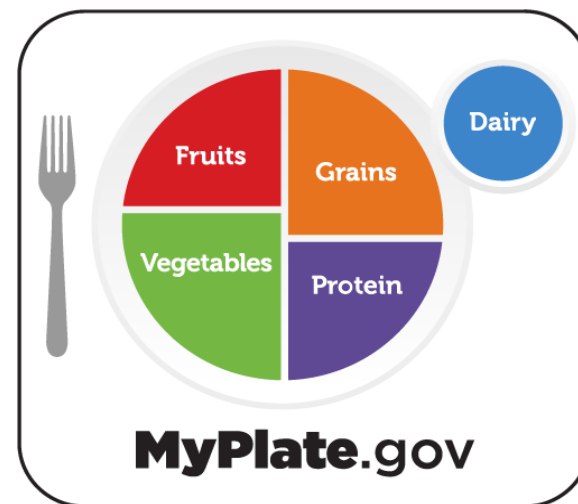 Dairy
Fruits
Grains
Vegetables
Protein
MyPlate.gov